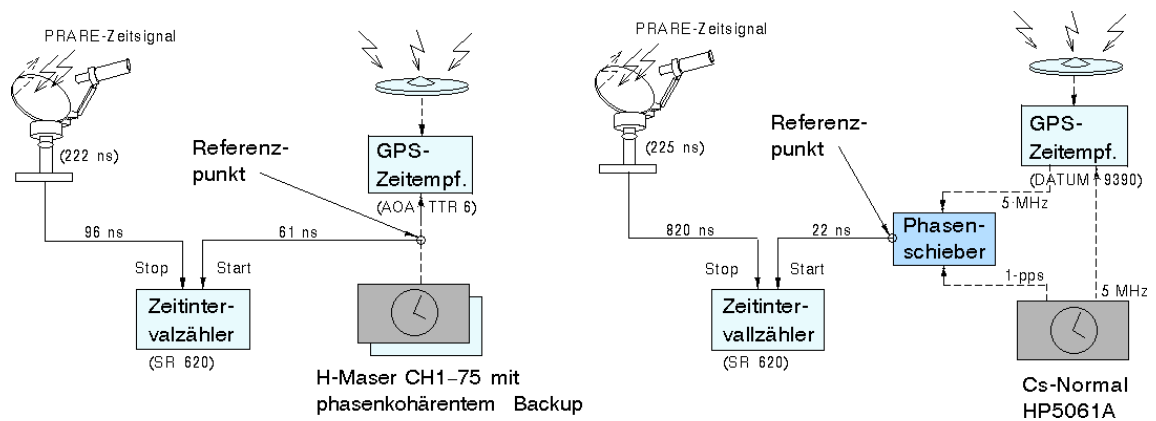 PRARE-Zeitsignal
(222 ns)
Referenz-
punkt
GPS-
Zeitempf.
(AOA TTR 6)
96 ns
61 ns
Stop
Start
Zeitinter-
valzähler
(SR 620)
H-Maser CH1-75 mit
phasenkohärentem Backup
PRARE-Zeitsignal
(225 ns)
Referenz-
punkt
GPS-
Zeitempf.
(DATUM 9390)
5 MHz
820 ns
22 ns
Phasen-
schieber
Stop
Start
1-pps
5 MHz
Zeitinter-
vallzähler
(SR 620)
Cs-Normal
HP5061A